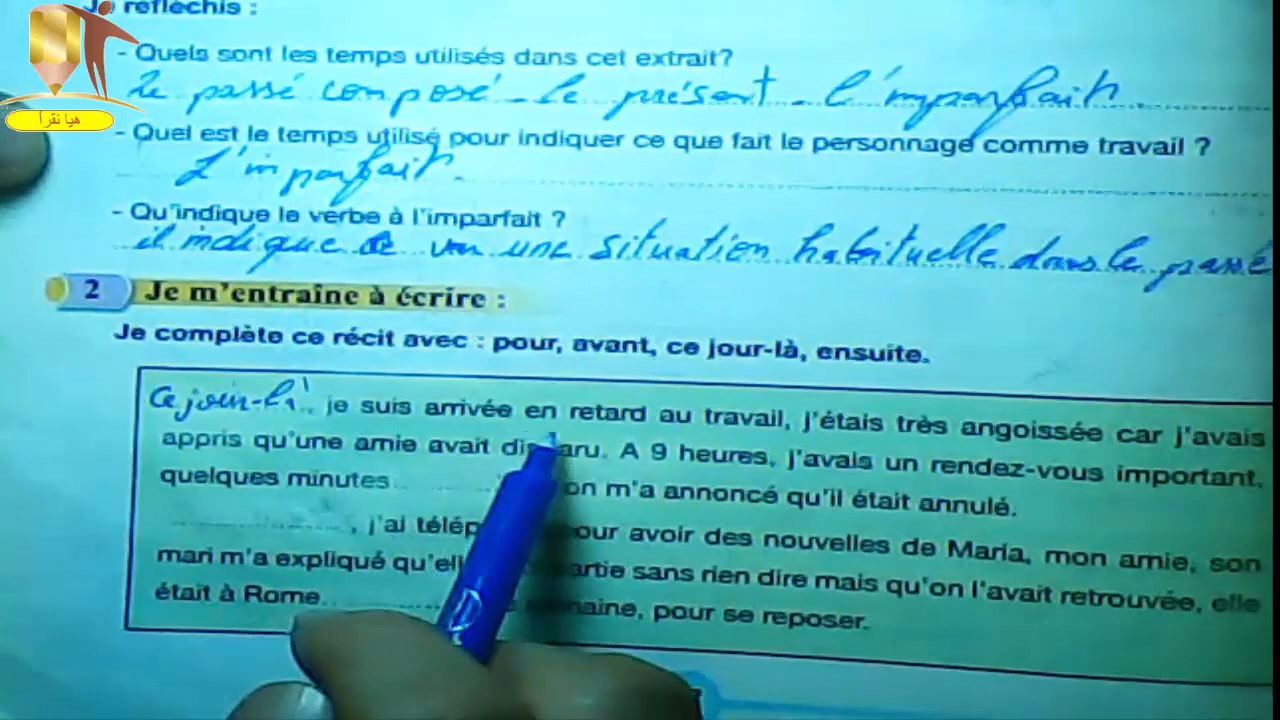 Je réfléchis :
- Quels sont les temps utilisés dans cet extrait?
Le passé composé - le présent - l'imparfait
هيا نقرأ
- Quel est le temps utilisé pour indiquer ce que fait le personnage comme travail ?
L'imparfait.
- Qu'indique le verbe à l'imparfait ?
il indique une situation habituelle dans le passé
2 Je m'entraîne à écrire :
Je complète ce récit avec : pour, avant, ce jour-là, ensuite.
Ce jour-là, je suis arrivée en retard au travail, j'étais très angoissée car j'avais
appris qu'une amie avait disparu. A 9 heures, j'avais un rendez-vous important,
quelques minutes .......... on m'a annoncé qu'il était annulé.
...................., j'ai télép our avoir des nouvelles de Maria, mon amie, son
mari m'a expliqué qu'ell artie sans rien dire mais qu'on l'avait retrouvée, elle
était à Rome .......... maine, pour se reposer.